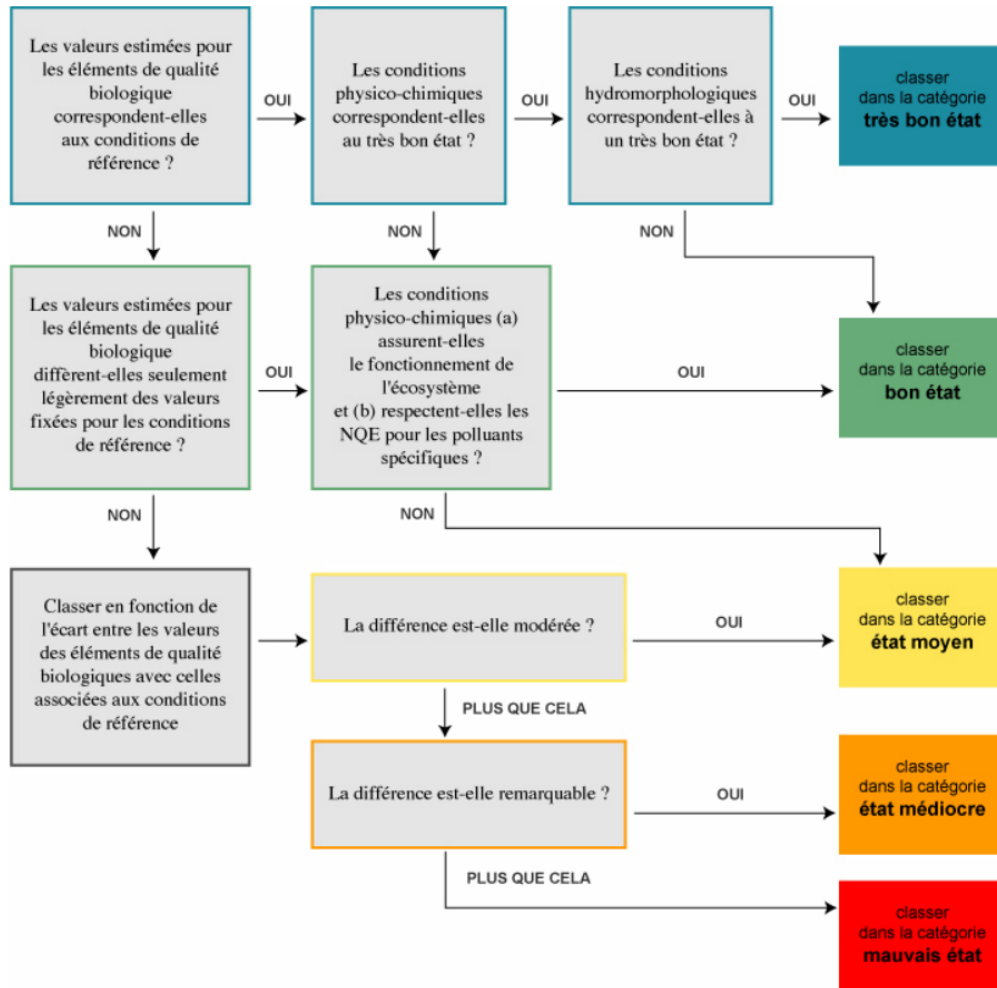 Les valeurs estimées pour
les éléments de qualité
biologique
correspondent-elles
aux conditions de
référence ?
OUI
Les conditions
physico-chimiques
correspondent-elles
au très bon état ?
OUI
Les conditions
hydromorphologiques
correspondent-elles à
un très bon état ?
OUI
classer
dans la catégorie
très bon état
NON
NON
NON
Les valeurs estimées pour
les éléments de qualité
biologique
diffèrent-elles seulement
légèrement des valeurs
fixées pour les conditions
de référence ?
OUI
Les conditions
physico-chimiques (a)
assurent-elles
le fonctionnement de
l'écosystème
et (b) respectent-elles les
NQE pour les polluants
spécifiques ?
OUI
classer
dans la catégorie
bon état
NON
NON
Classer en fonction de
l'écart entre les valeurs
des éléments de qualité
biologiques avec celles
associées aux conditions
de référence
La différence est-elle modérée ?
OUI
classer
dans la catégorie
état moyen
PLUS QUE CELA
La différence est-elle remarquable ?
OUI
classer
dans la catégorie
état médiocre
PLUS QUE CELA
classer
dans la catégorie
mauvais état